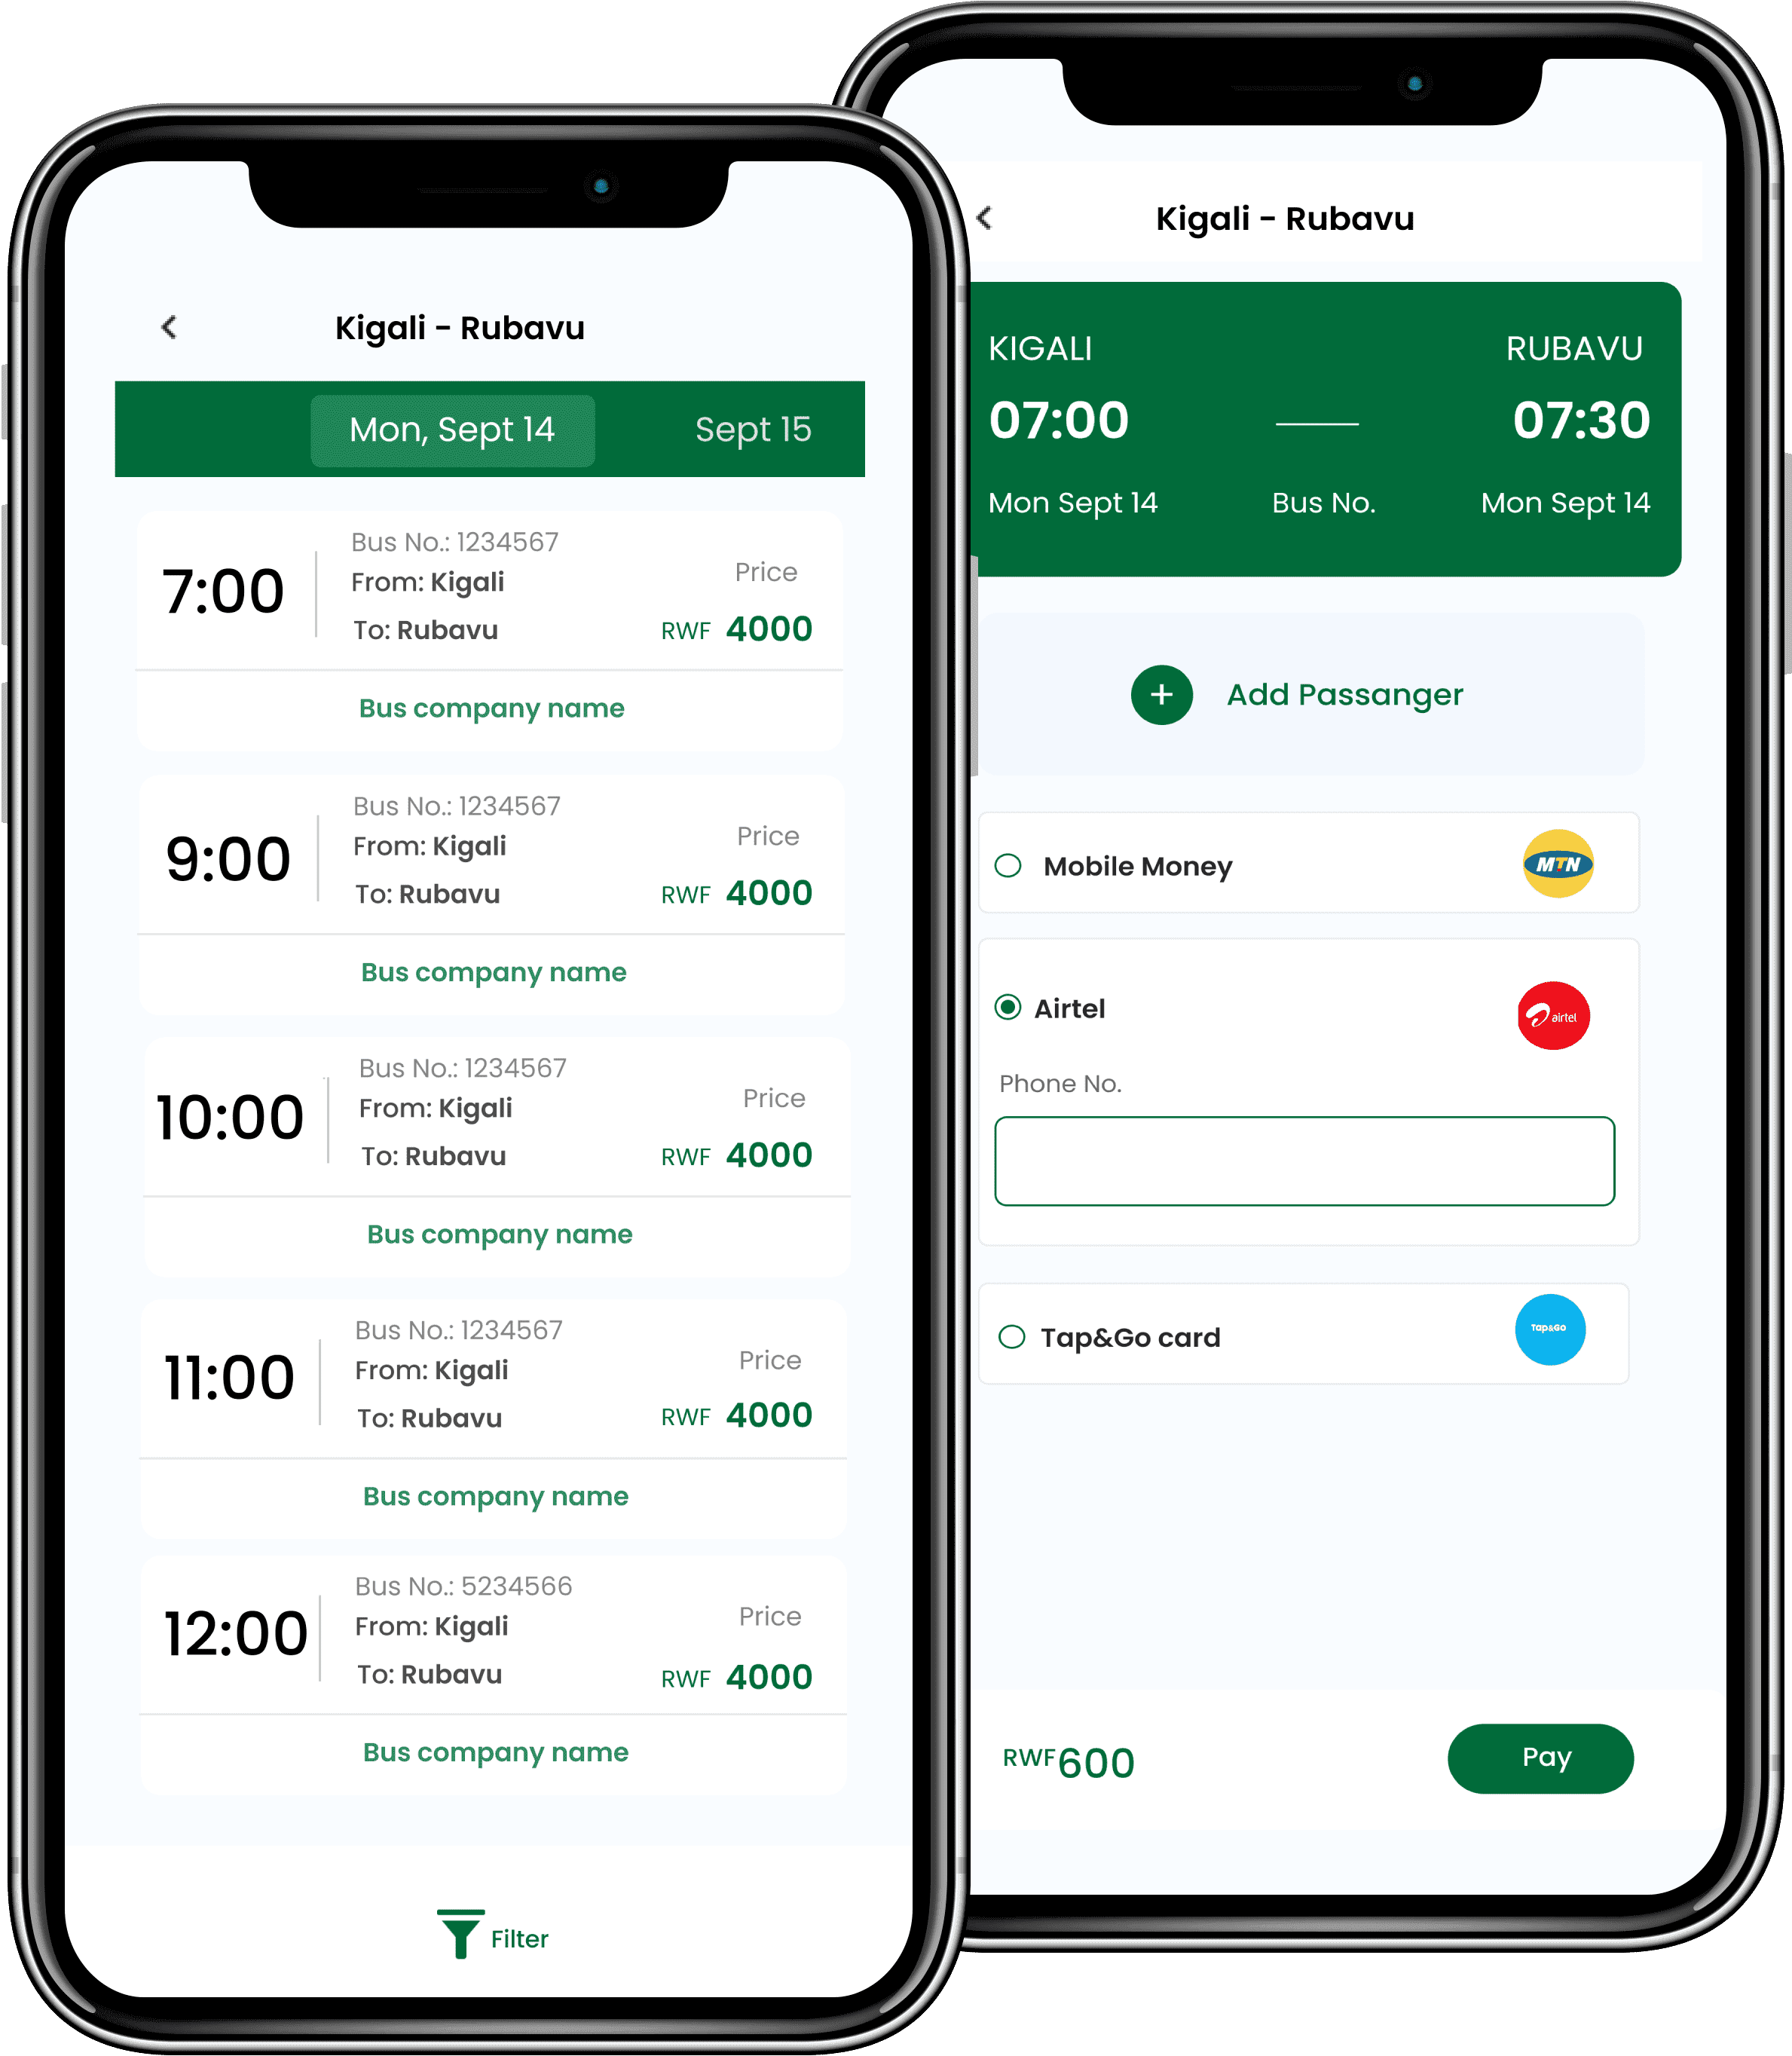 Kigali - Rubavu
Mon, Sept 14 Sept 15
Bus No.: 1234567
7:00 From: Kigali Price
To: Rubavu RWF 4000
Bus company name
Bus No.: 1234567
9:00 From: Kigali Price
To: Rubavu RWF 4000
Bus company name
Bus No.: 1234567
10:00 From: Kigali Price
To: Rubavu RWF 4000
Bus company name
Bus No.: 1234567
11:00 From: Kigali Price
To: Rubavu RWF 4000
Bus company name
Bus No.: 5234566
12:00 From: Kigali Price
To: Rubavu RWF 4000
Bus company name
Filter
Kigali - Rubavu
KIGALI RUBAVU
07:00 07:30
Mon Sept 14 Bus No. Mon Sept 14
+ Add Passanger
Mobile Money MTN
Airtel airtel
Phone No.
Tap&Go card Tap&Go
RWF600 Pay